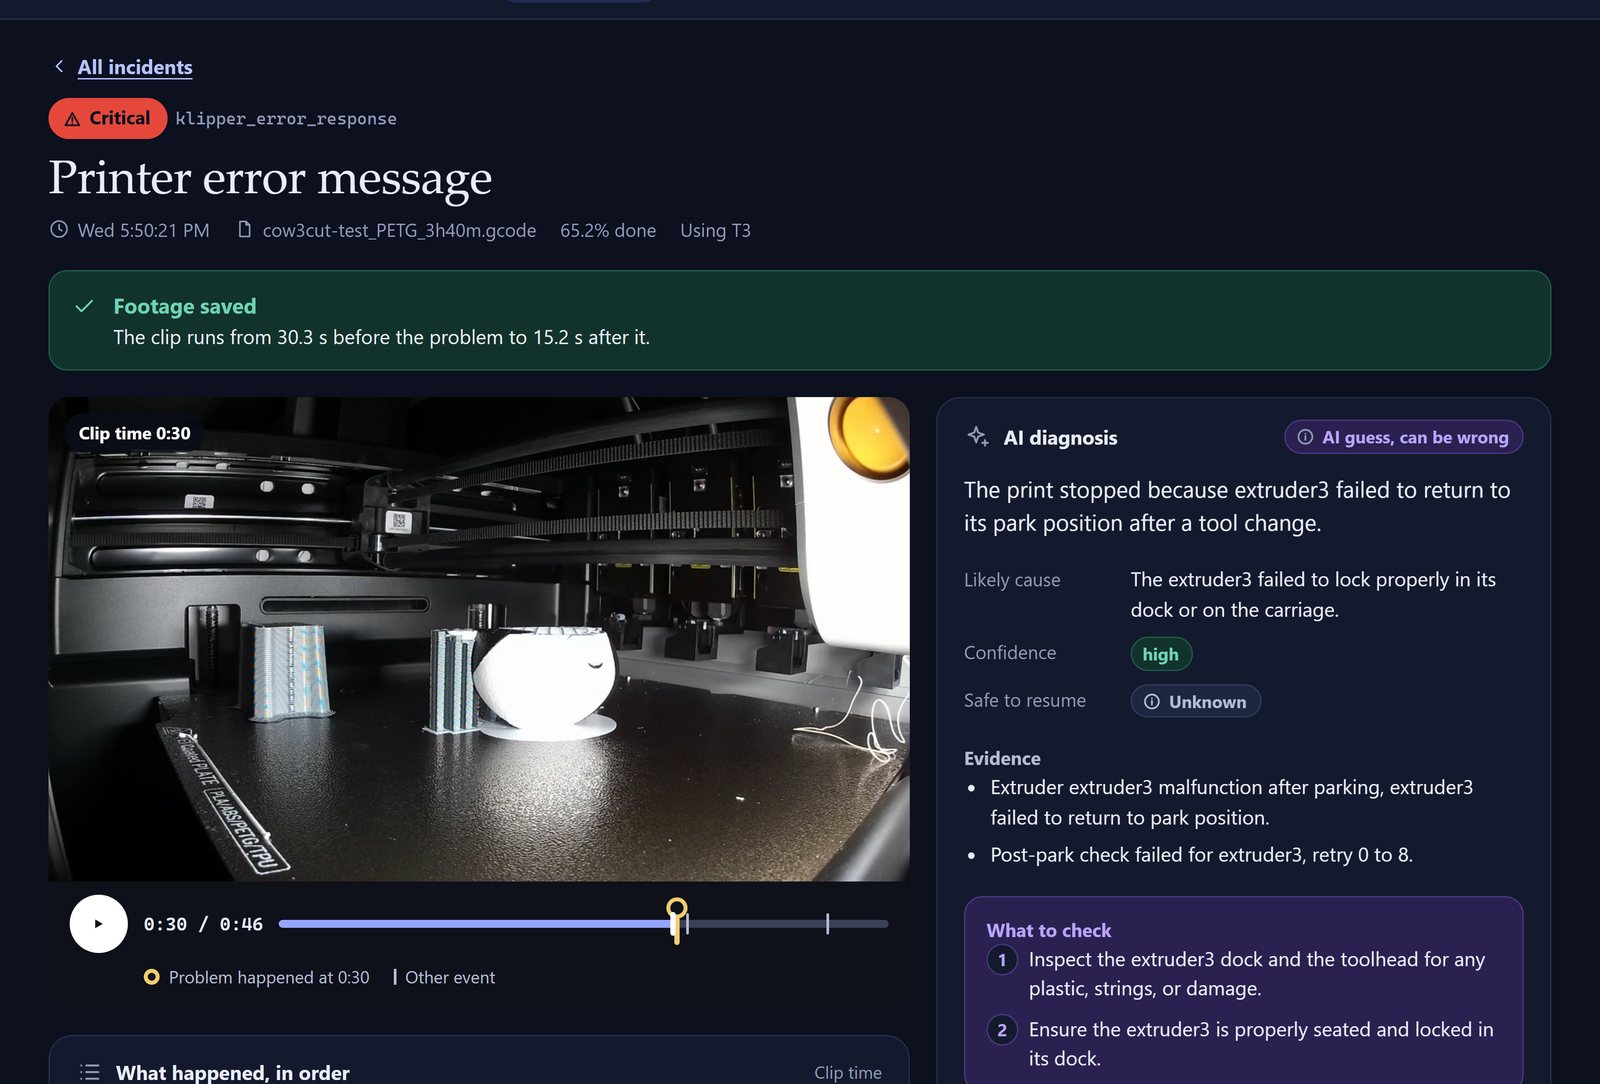 All incidents
Critical klipper_error_response
Printer error message
Wed 5:50:21 PM cow3cut-test_PETG_3h40m.gcode 65.2% done Using T3
Footage saved
The clip runs from 30.3 s before the problem to 15.2 s after it.
Clip time 0:30
PLATE
PLA/ABS/PETG/TPU
0:30 / 0:46
Problem happened at 0:30 Other event
What happened, in order Clip time
AI diagnosis AI guess, can be wrong
The print stopped because extruder3 failed to return to
its park position after a tool change.
Likely cause The extruder3 failed to lock properly in its
dock or on the carriage.
Confidence high
Safe to resume Unknown
Evidence
• Extruder extruder3 malfunction after parking, extruder3
failed to return to park position.
• Post-park check failed for extruder3, retry 0 to 8.
What to check
1 Inspect the extruder3 dock and the toolhead for any
plastic, strings, or damage.
2 Ensure the extruder3 is properly seated and locked in
its dock.